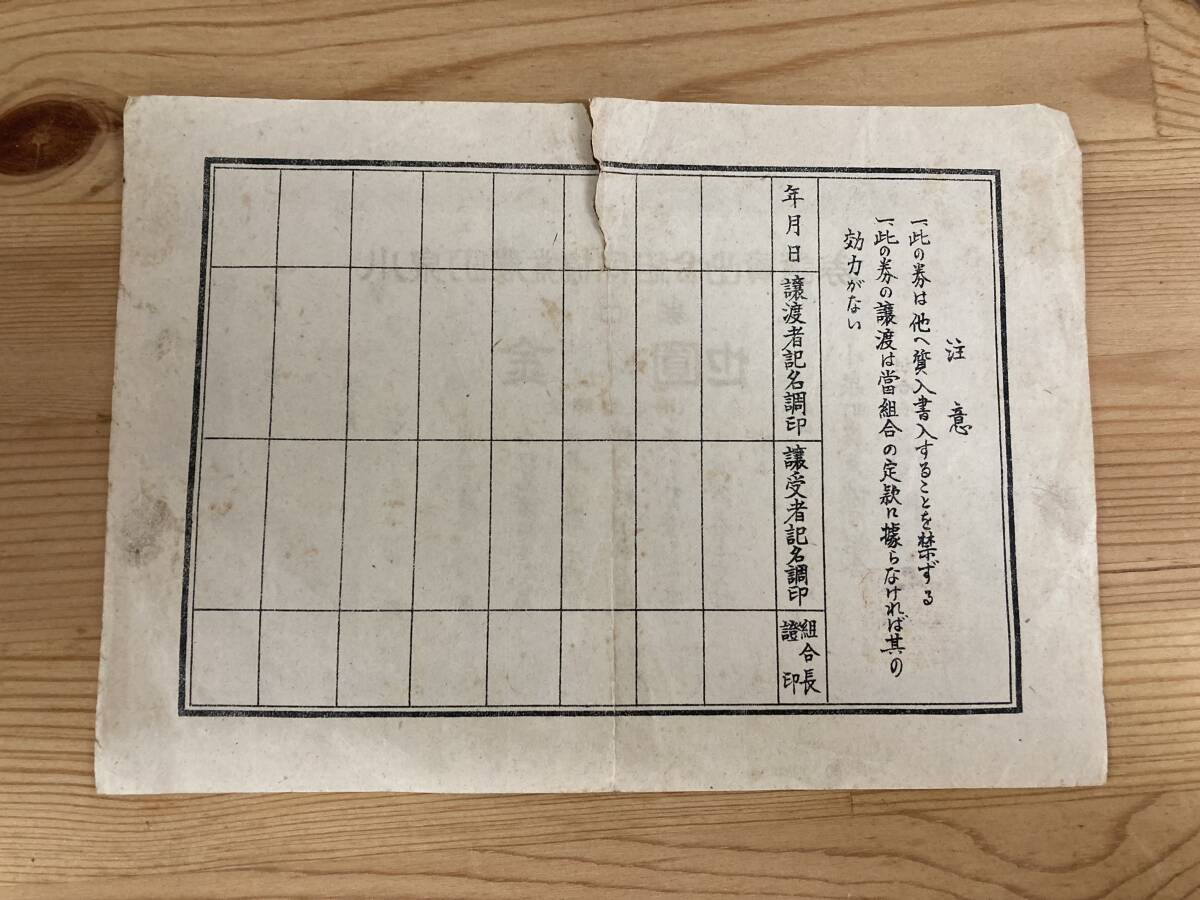 注意
一、此の券は他へ質入書入することを禁ずる
一、此の券の譲渡は當組合の定款に據らなければ其の
効力がない
年月日
譲渡者記名調印
譲受者記名調印
組合長
證印